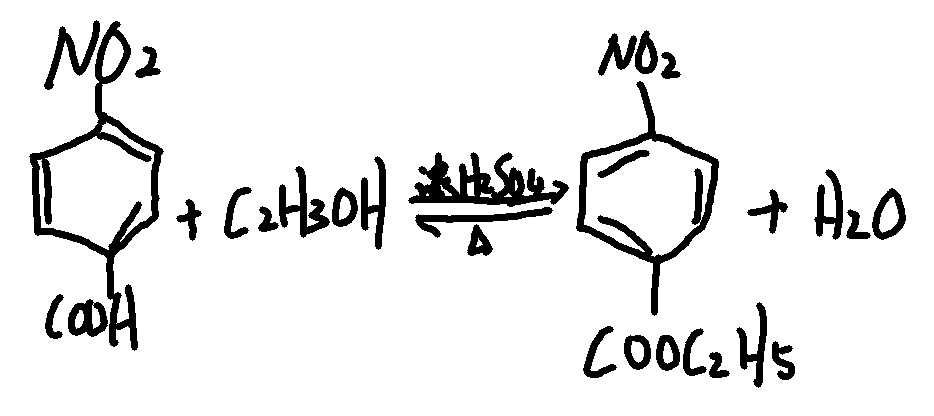 NO2 NO2
+ C2H3OH 浓H2SO4 ⇌ Δ + H2O
COOH COOC2H5